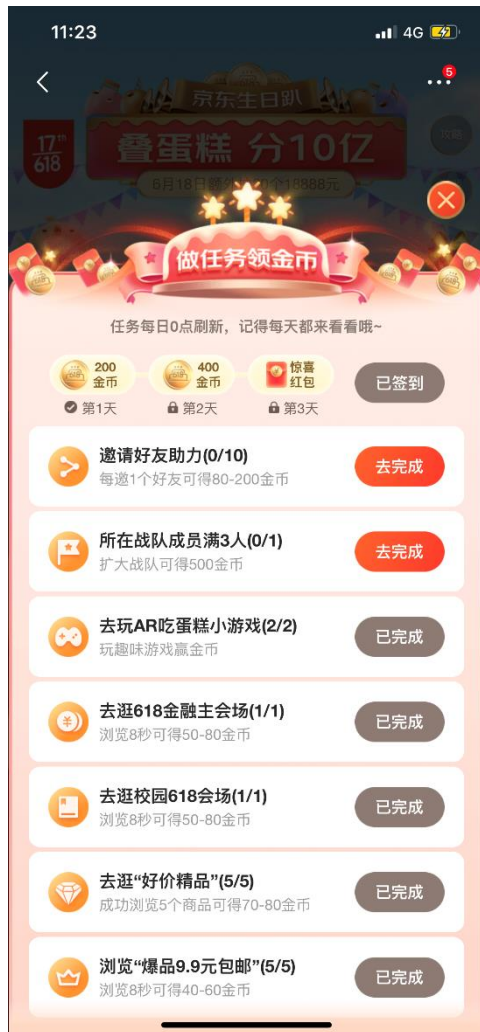 11:23
4G
5
京东生日趴
17th
618
叠蛋糕 分10亿
做任务领金币
任务每日0点刷新，记得每天都来看看哦~
200
金币
400
金币
惊喜
红包
已签到
第1天
第2天
第3天
邀请好友助力(0/10)
每邀1个好友可得80-200金币
去完成
所在战队成员满3人(0/1)
扩大战队可得500金币
去完成
去玩AR吃蛋糕小游戏(2/2)
玩趣味游戏赢金币
已完成
去逛618金融主会场(1/1)
浏览8秒可得50-80金币
已完成
去逛校园618会场(1/1)
浏览8秒可得50-80金币
已完成
去逛“好价精品”(5/5)
成功浏览5个商品可得70-80金币
已完成
浏览“爆品9.9元包邮”(5/5)
浏览8秒可得40-60金币
已完成